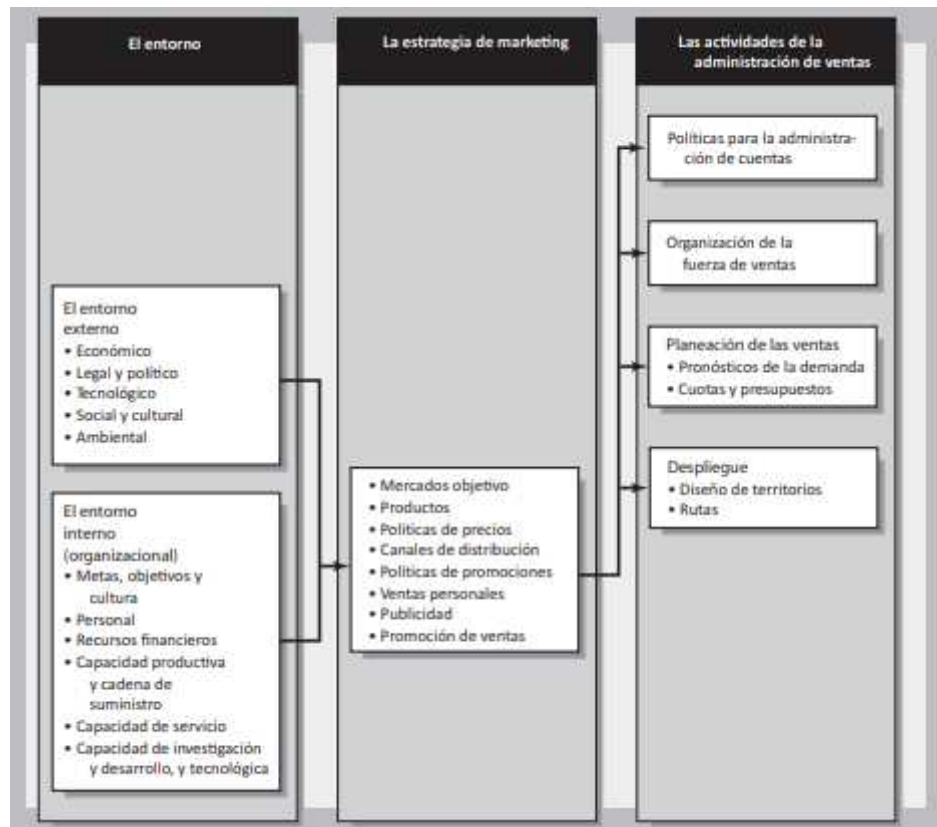 El entorno
El entorno
externo
• Económico
• Legal y político
• Tecnológico
• Social y cultural
• Ambiental
El entorno
interno
(organizacional)
• Metas, objetivos y
cultura
• Personal
• Recursos financieros
• Capacidad productiva
y cadena de
suministro
• Capacidad de servicio
• Capacidad de investigación
y desarrollo, y tecnológica
La estrategia de marketing
• Mercados objetivo
• Productos
• Políticas de precios
• Canales de distribución
• Políticas de promociones
• Ventas personales
• Publicidad
• Promoción de ventas
Las actividades de la
administración de ventas
Políticas para la administra-
ción de cuentas
Organización de la
fuerza de ventas
Planeación de las ventas
• Pronósticos de la demanda
• Cuotas y presupuestos
Despliegue
• Diseño de territorios
• Rutas